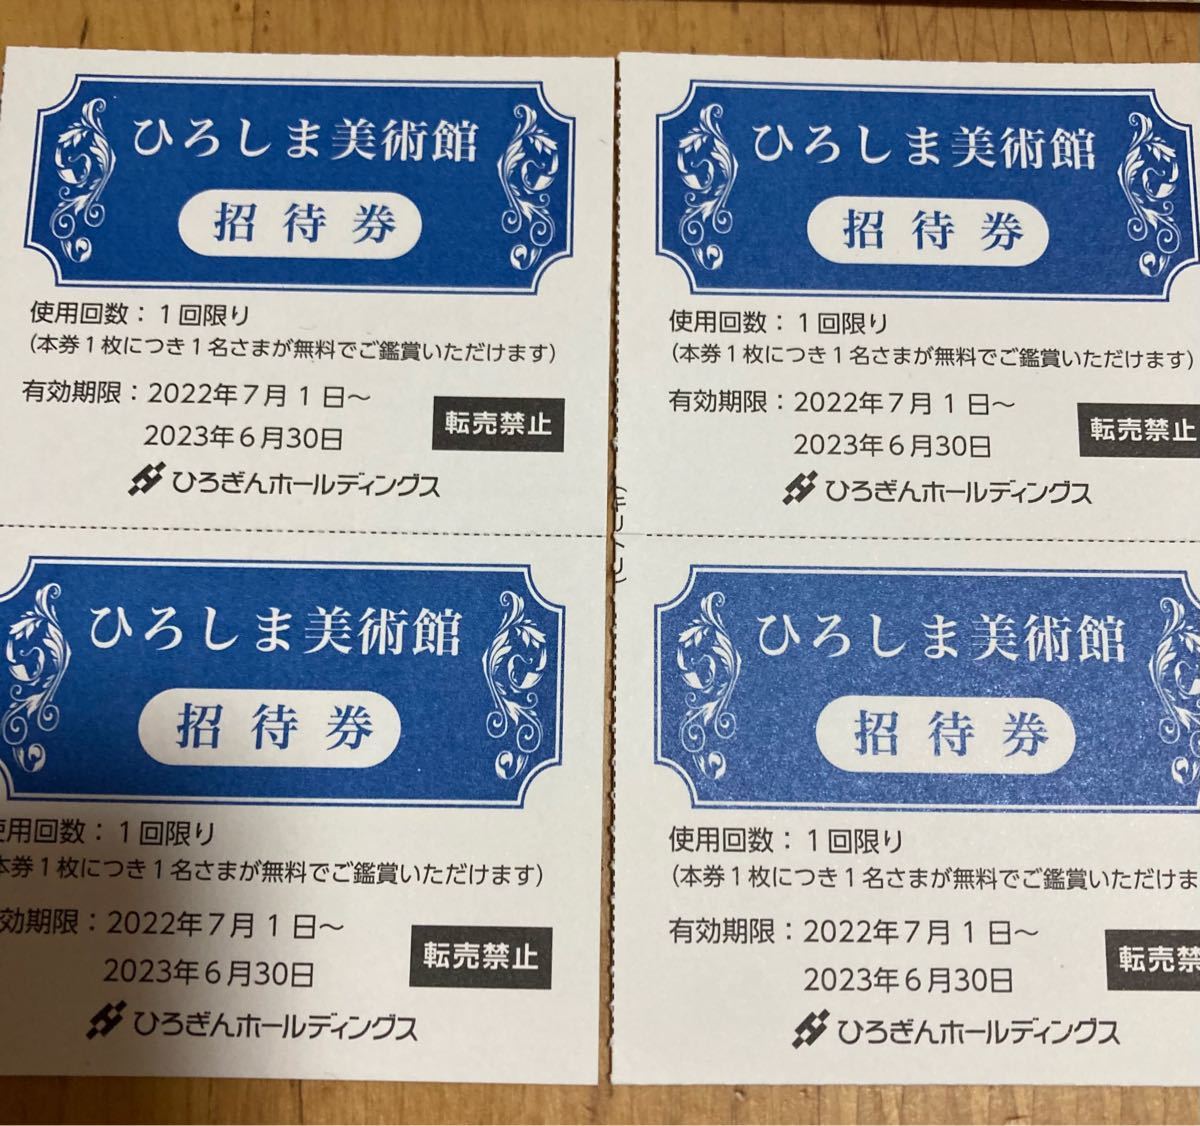 ひろしま美術館
招待券
使用回数：１回限り
（本券１枚につき１名さまが無料でご鑑賞いただけます）
有効期限：2022年７月１日～
2023年６月30日
転売禁止
ひろぎんホールディングス
ひろしま美術館
招待券
使用回数：１回限り
（本券１枚につき１名さまが無料でご鑑賞いただけます）
有効期限：2022年７月１日～
2023年６月30日
転売禁止
ひろぎんホールディングス
（キリトリ）
ひろしま美術館
招待券
使用回数：１回限り
本券１枚につき１名さまが無料でご鑑賞いただけます）
効期限：2022年７月１日～
2023年６月30日
転売禁止
ひろぎんホールディングス
ひろしま美術館
招待券
使用回数：１回限り
（本券１枚につき１名さまが無料でご鑑賞いただけま
有効期限：2022年７月１日～
2023年６月30日
転売禁
ひろぎんホールディングス